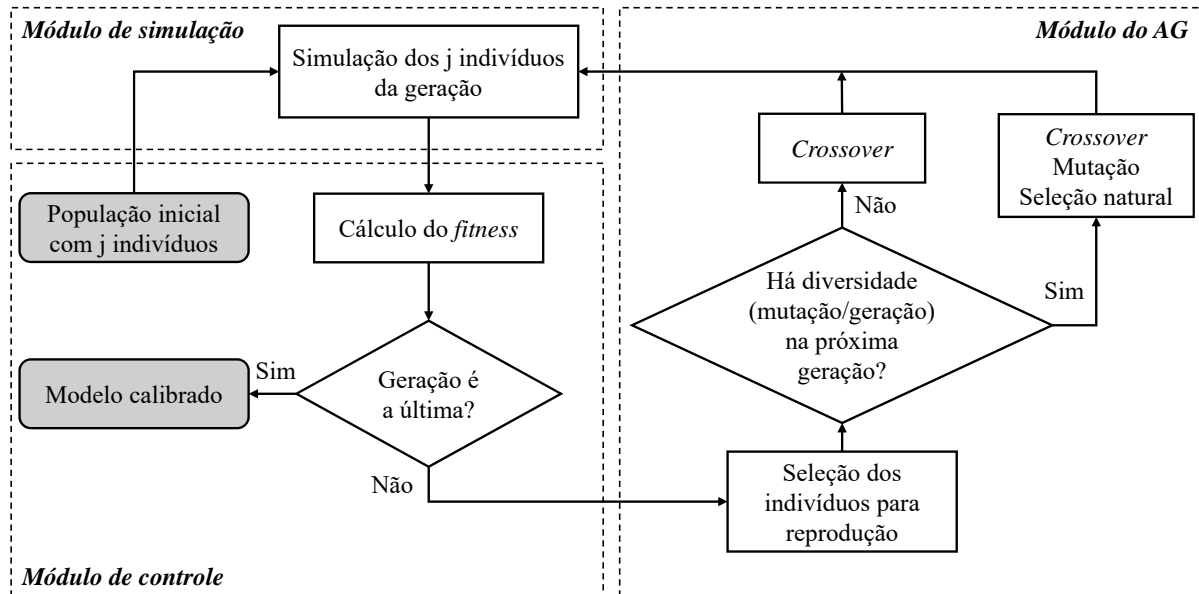 Módulo de simulação
Simulação dos j indivíduos
da geração
População inicial
com j indivíduos
Cálculo do fitness
Geração é
a última?
Sim
Modelo calibrado
Não
Módulo de controle
Módulo do AG
Crossover
Crossover
Mutação
Seleção natural
Não
Há diversidade
(mutação/geração)
na próxima
geração?
Sim
Seleção dos
indivíduos para
reprodução